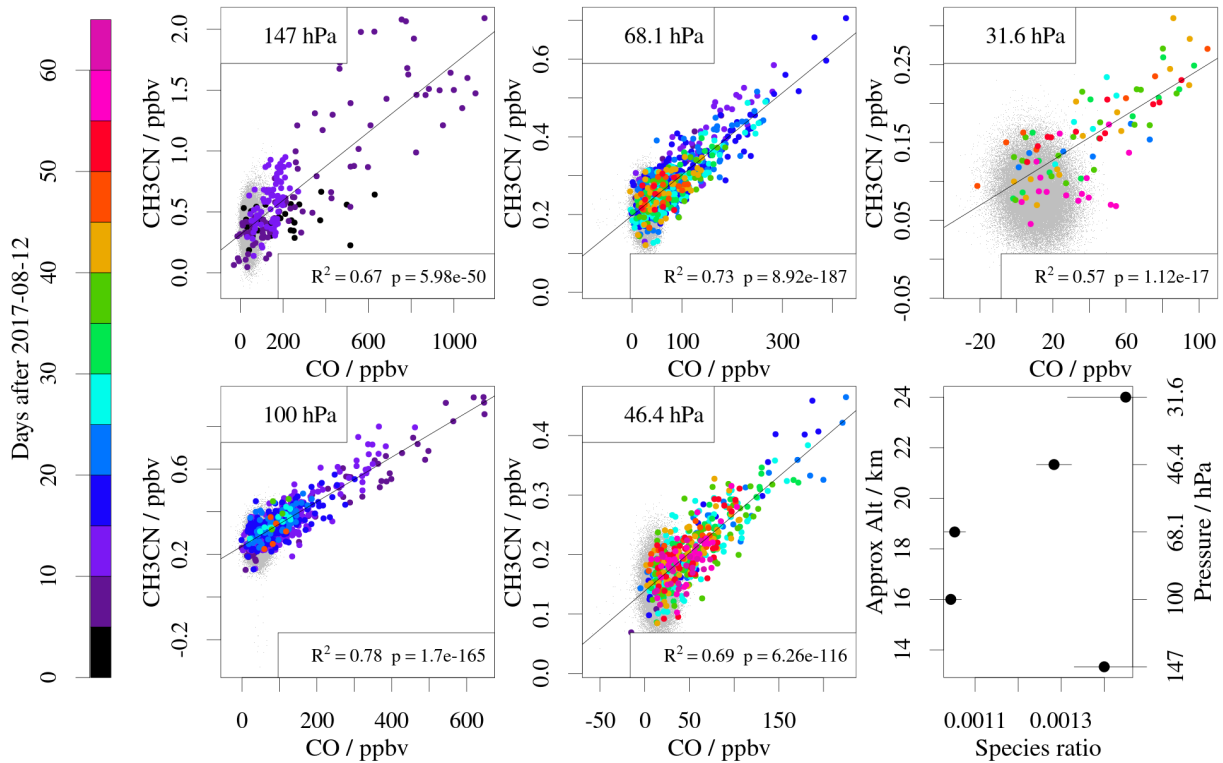 Days after 2017-08-12
0 10 20 30 40 50 60
147 hPa
CH3CN / ppbv
0.0 0.5 1.0 1.5 2.0
R2 = 0.67 p = 5.98e-50
0 200 600 1000
CO / ppbv
68.1 hPa
CH3CN / ppbv
0.0 0.2 0.4 0.6
R2 = 0.73 p = 8.92e-187
0 100 300
CO / ppbv
31.6 hPa
CH3CN / ppbv
-0.05 0.05 0.15 0.25
R2 = 0.57 p = 1.12e-17
-20 20 60 100
CO / ppbv
100 hPa
CH3CN / ppbv
-0.2 0.2 0.6
R2 = 0.78 p = 1.7e-165
0 200 400 600
CO / ppbv
46.4 hPa
CH3CN / ppbv
0.0 0.1 0.2 0.3 0.4
R2 = 0.69 p = 6.26e-116
-50 0 50 150
CO / ppbv
Approx Alt / km
14 16 18 20 22 24
Pressure / hPa
147 100 68.1 46.4 31.6
0.0011 0.0013
Species ratio